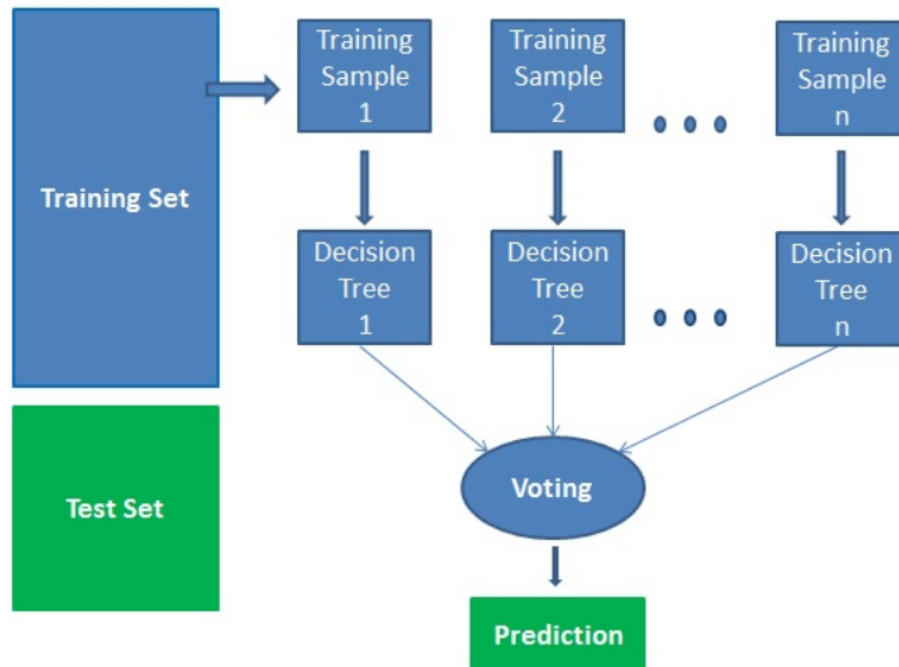 Training Set
Training
Sample
1
Training
Sample
2
Training
Sample
n
Decision
Tree
1
Decision
Tree
2
Decision
Tree
n
Test Set
Voting
Prediction